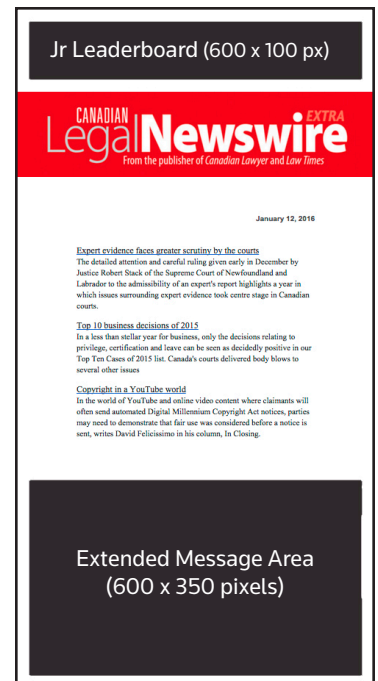 Jr Leaderboard (600 x 100 px)
CANADIAN
EXTRA
LegalNewswire
From the publisher of Canadian Lawyer and Law Times
January 12, 2016
Expert evidence faces greater scrutiny by the courts
The detailed attention and careful ruling given early in December by
Justice Robert Stack of the Supreme Court of Newfoundland and
Labrador to the admissibility of an expert's report highlights a year in
which issues surrounding expert evidence took centre stage in Canadian
courts.
Top 10 business decisions of 2015
In a less than stellar year for business, only the decisions relating to
privilege, certification and leave can be seen as decidedly positive in our
Top Ten Cases of 2015 list. Canada's courts delivered body blows to
several other issues
Copyright in a YouTube world
In the world of YouTube and online video content where claimants will
often send automated Digital Millennium Copyright Act notices, parties
may need to demonstrate that fair use was considered before a notice is
sent, writes David Felicissimo in his column, In Closing.
Extended Message Area
(600 x 350 pixels)